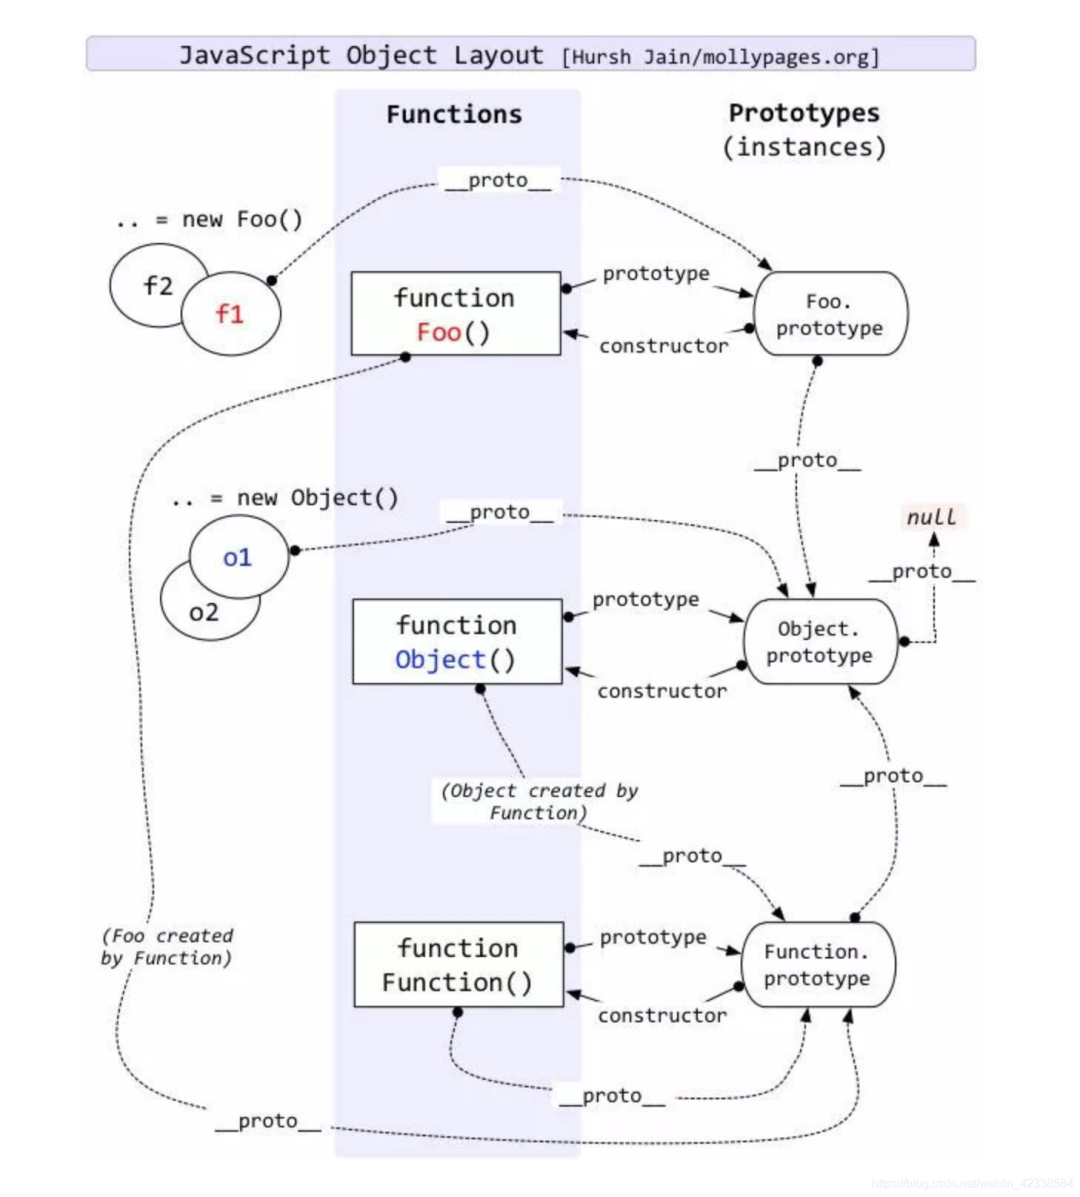 JavaScript Object Layout [Hursh Jain/mollypages.org]
Functions
Prototypes
(instances)
__proto__
.. = new Foo()
f2
f1
function
Foo()
prototype
constructor
Foo.
prototype
__proto__
.. = new Object()
__proto__
null
__proto__
o1
o2
function
Object()
prototype
constructor
Object.
prototype
(Object created by
Function)
__proto__
__proto__
(Foo created
by Function)
function
Function()
prototype
constructor
Function.
prototype
__proto__
__proto__
https://blog.csdn.net/weixin_42338584